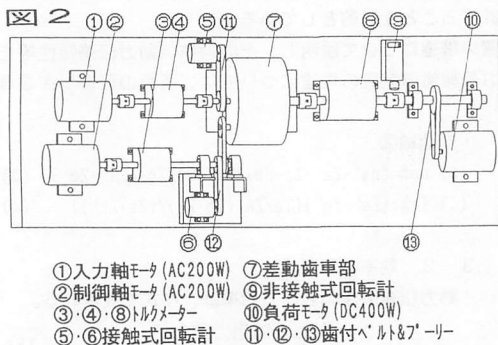 図2
① ② ③ ④ ⑤ ⑪ ⑦ ⑧ ⑨ ⑩
⑥ ⑫ ⑬
①入力軸モータ(AC200W) ⑦差動歯車部
②制御軸モータ(AC200W) ⑨非接触式回転計
③・④・⑧トルクメーター ⑩負荷モータ(DC400W)
⑤・⑥接触式回転計 ⑪・⑫・⑬歯付ベルト&プーリー